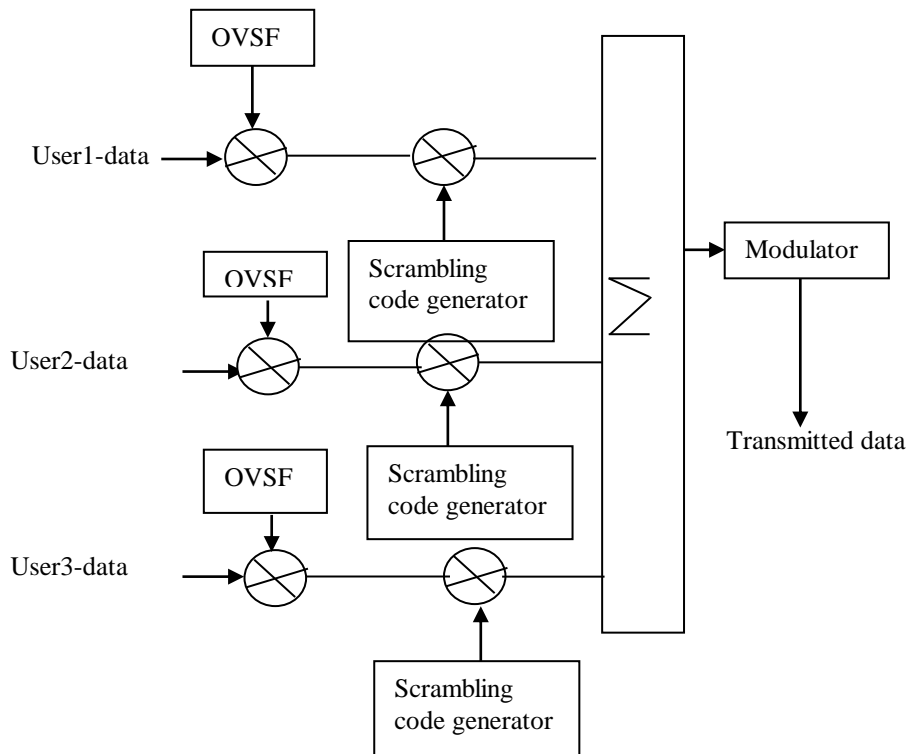 OVSF
User1-data
Scrambling
code generator
Modulator
OVSF
∑
User2-data
Transmitted data
Scrambling
code generator
OVSF
User3-data
Scrambling
code generator